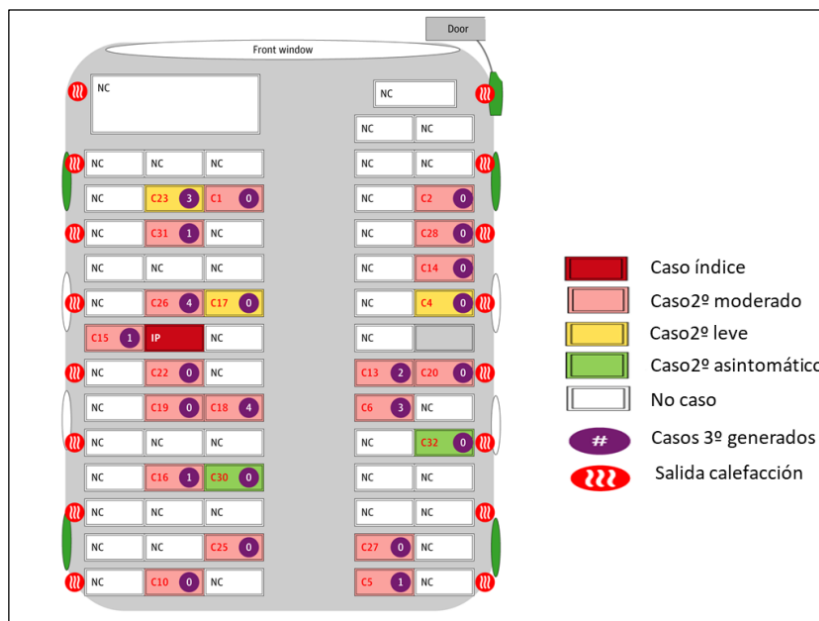 Door
Front window
NC NC
NC NC
NC NC NC NC NC
NC C23 3 C1 0 NC C2 0
NC C31 1 NC NC C28 0
NC NC NC NC C14 0
NC C26 4 C17 0 NC C4 0
C15 1 IP NC NC
NC C22 0 NC C13 2 C20 0
NC C19 0 C18 4 C6 3 NC
NC NC NC NC C32 0
NC C16 1 C30 0 NC NC
NC NC NC NC NC
NC NC C25 0 C27 0 NC
NC C10 0 NC C5 1 NC
Caso índice
Caso2º moderado
Caso2º leve
Caso2º asintomático
No caso
# Casos 3º generados
Salida calefacción